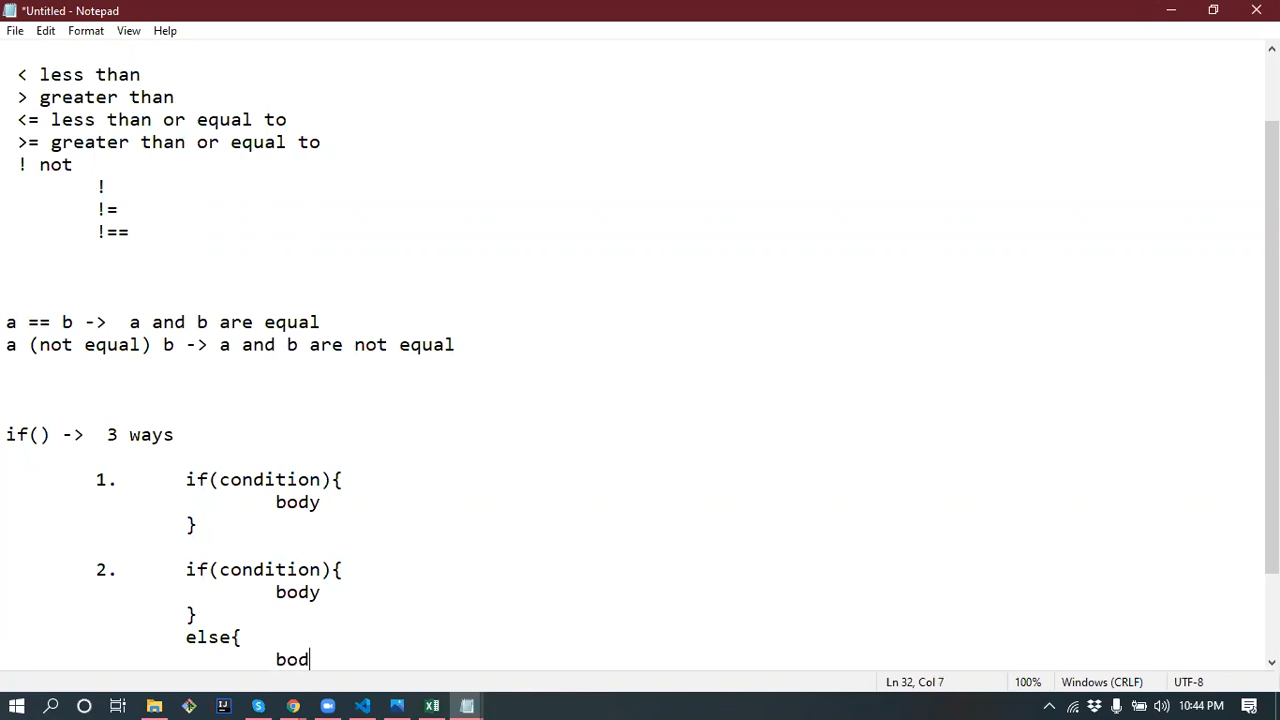 *Untitled - Notepad
File Edit Format View Help
< less than
> greater than
<= less than or equal to
>= greater than or equal to
! not
!
!=
!==
a == b -> a and b are equal
a (not equal) b -> a and b are not equal
if() -> 3 ways
1. if(condition){
body
}
2. if(condition){
body
}
else{
bod
Ln 32, Col 7 100% Windows (CRLF) UTF-8
10:44 PM